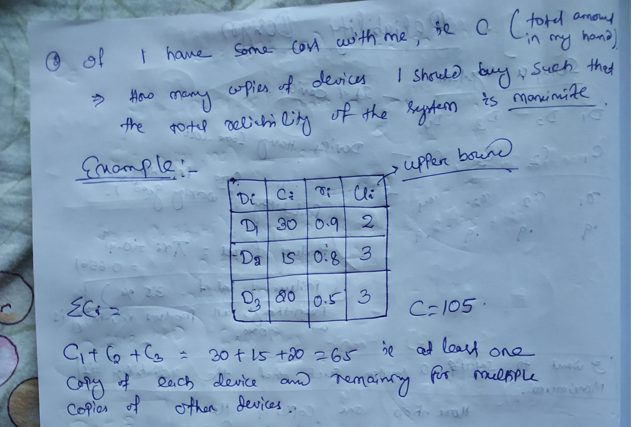 Q If I have some cost with me, ie C (total amount in my hand)
⇒ How many copies of devices I should buy, such that
the total reliability of the system is maximize.
Example:-
→ upper bound
Di Ci ri Ui
D1 30 0.9 2
D2 15 0.8 3
D3 20 0.5 3
ΣCi = C=105.
C1 + C2 + C3 = 30+15+20=65 ie at least one
copy of each device and remaining for multiple
copies of other devices.